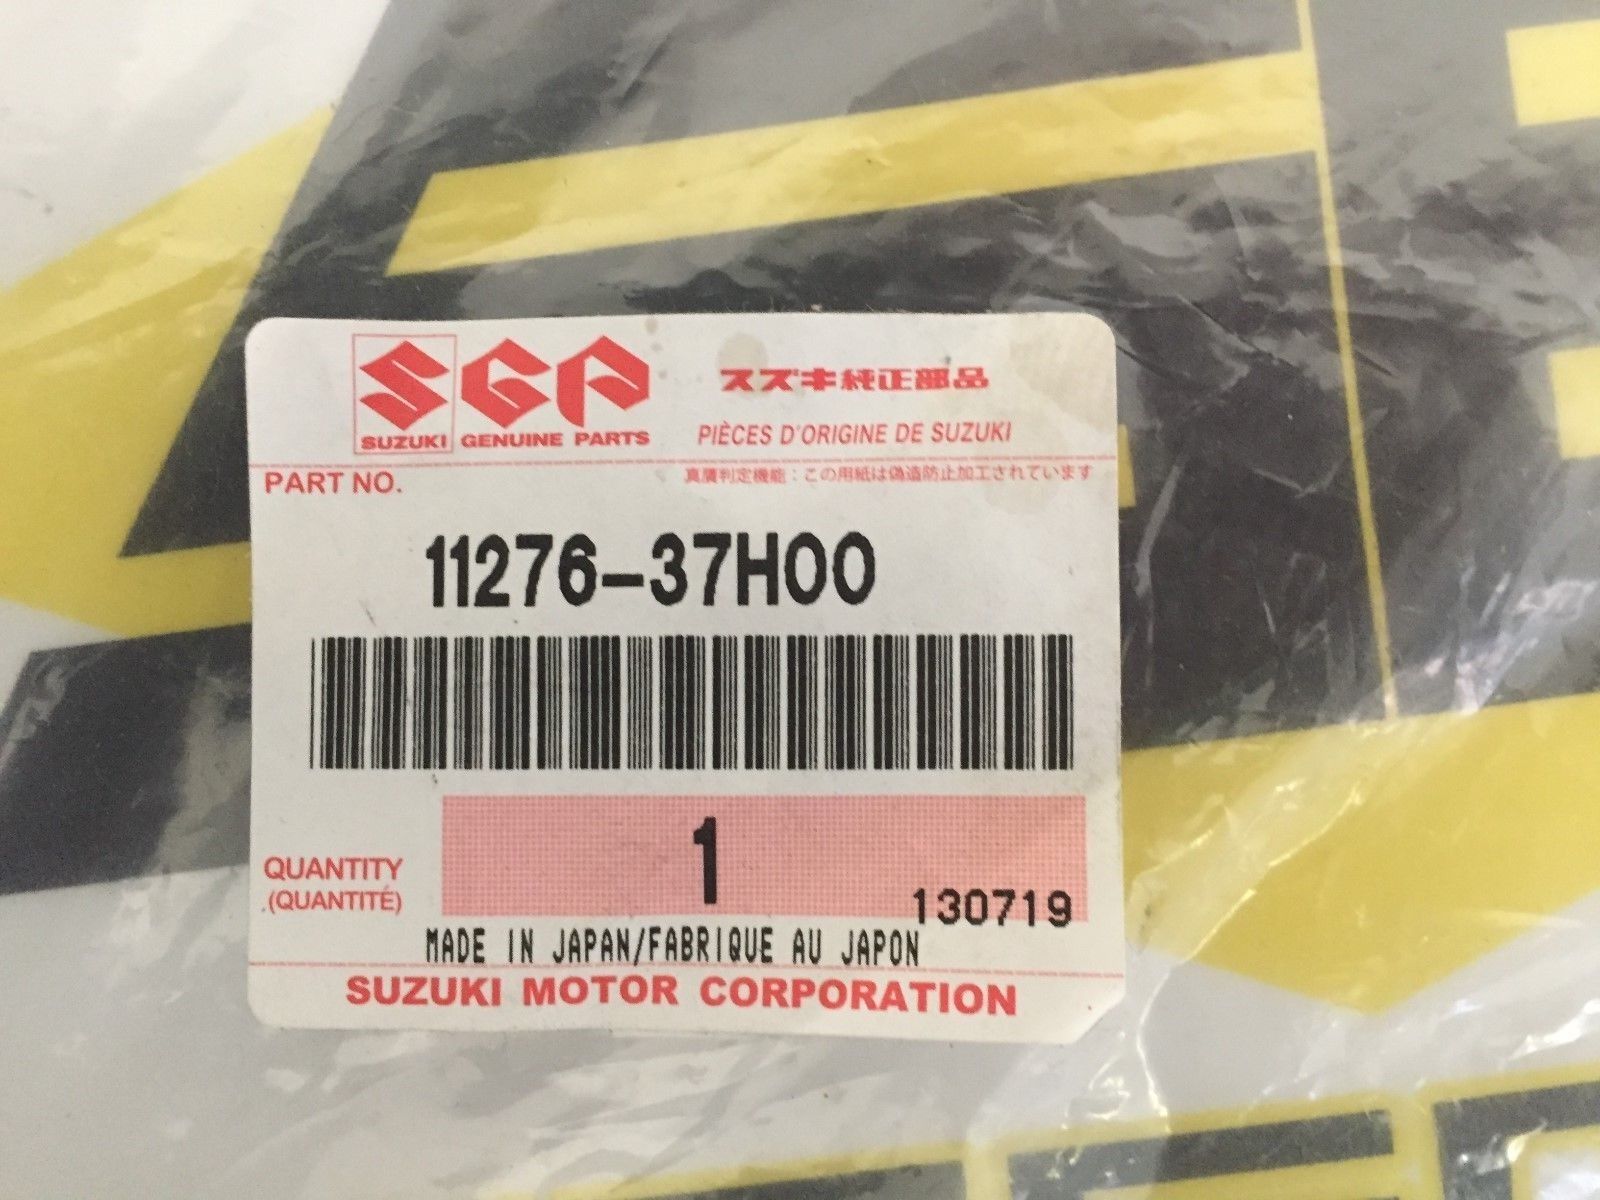 SGP
SUZUKI GENUINE PARTS
スズキ純正部品
PIÈCES D'ORIGINE DE SUZUKI
PART NO.
真贋判定機能：この用紙は偽造防止加工されています
11276-37H00
QUANTITY
(QUANTITÉ)
1
130719
MADE IN JAPAN/FABRIQUE AU JAPON
SUZUKI MOTOR CORPORATION